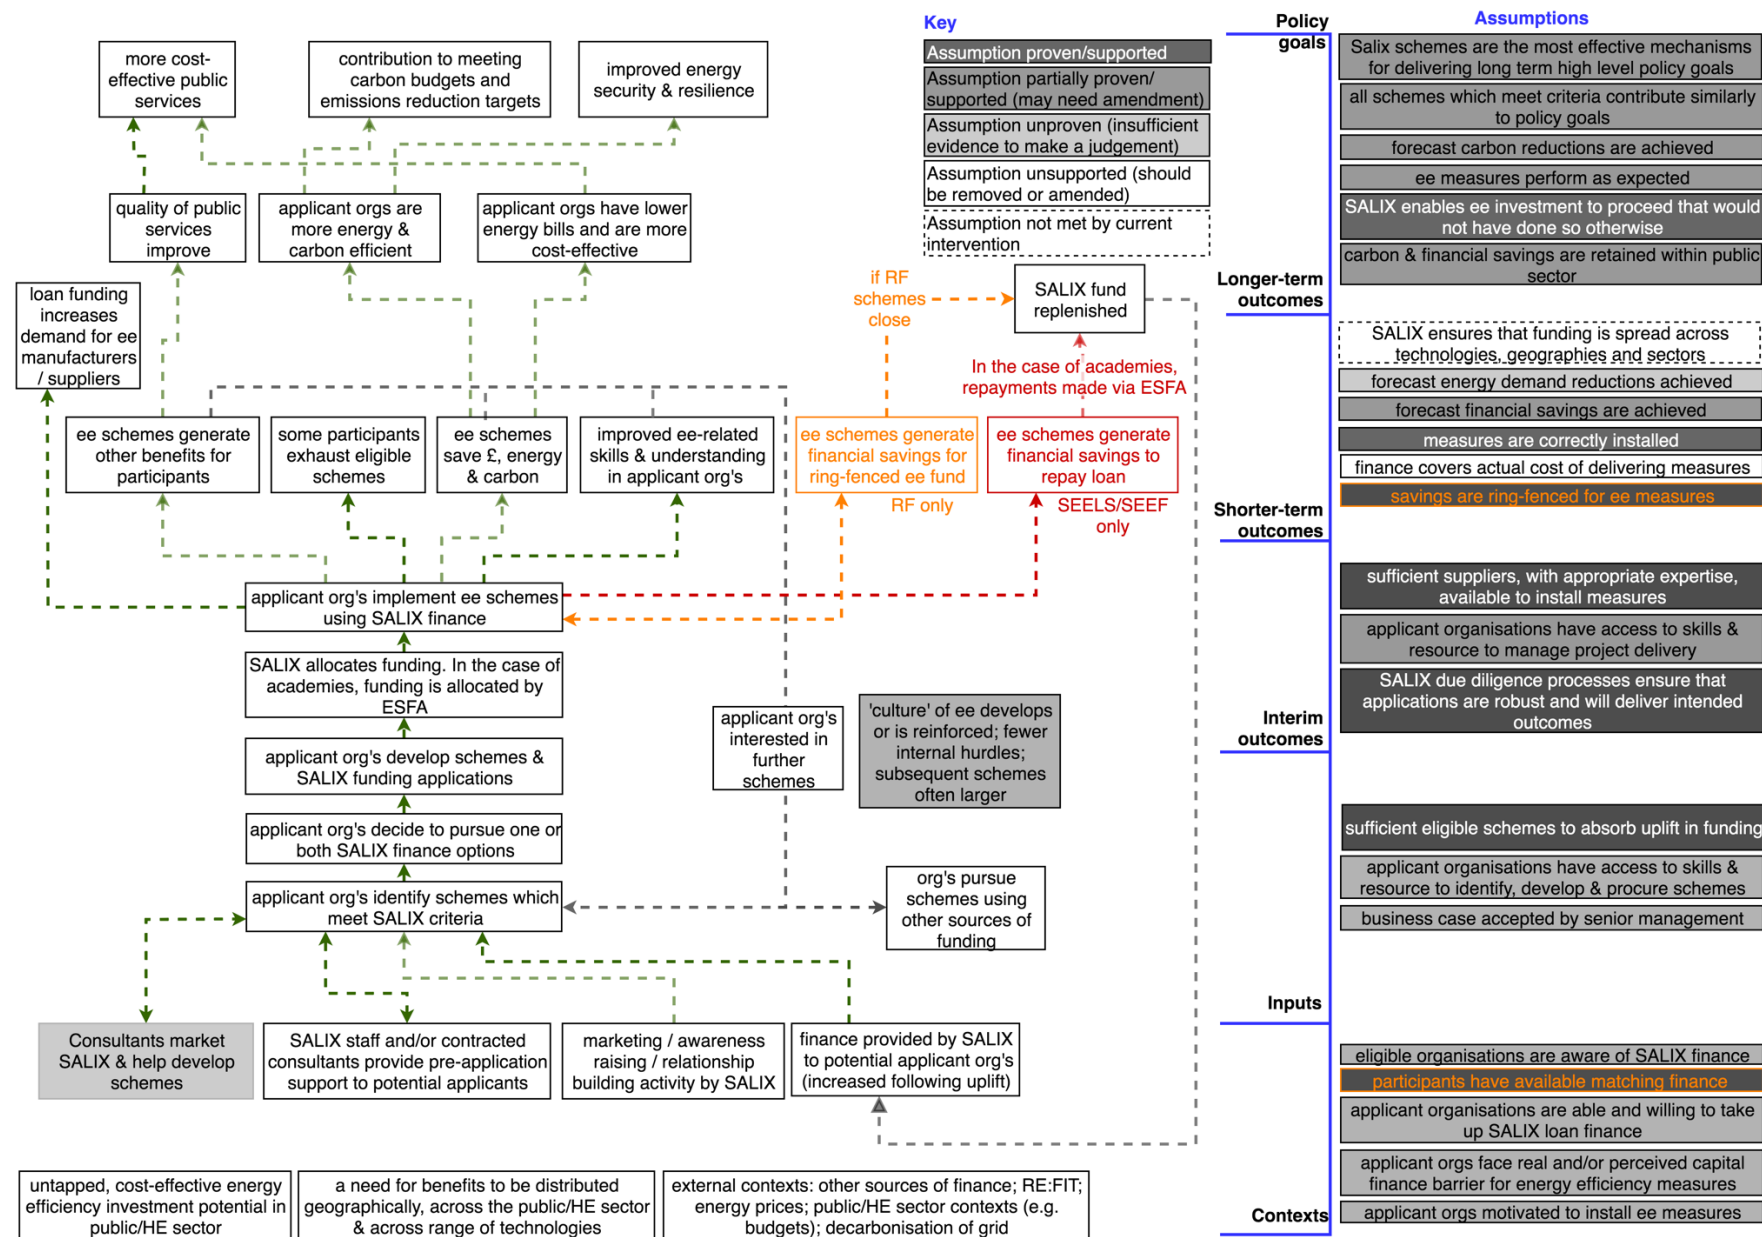 Key
Policy
goals
Assumptions
more cost-
effective public
services
contribution to meeting
carbon budgets and
emissions reduction targets
improved energy
security & resilience
Assumption proven/supported
Assumption partially proven/
supported (may need amendment)
Assumption unproven (insufficient
evidence to make a judgement)
Assumption unsupported (should
be removed or amended)
Assumption not met by current
intervention
Salix schemes are the most effective mechanisms
for delivering long term high level policy goals
all schemes which meet criteria contribute similarly
to policy goals
forecast carbon reductions are achieved
ee measures perform as expected
SALIX enables ee investment to proceed that would
not have done so otherwise
carbon & financial savings are retained within public
sector
quality of public
services
improve
applicant orgs are
more energy &
carbon efficient
applicant orgs have lower
energy bills and are more
cost-effective
loan funding
increases
demand for ee
manufacturers
/ suppliers
if RF
schemes
close
SALIX fund
replenished
Longer-term
outcomes
In the case of academies,
repayments made via ESFA
SALIX ensures that funding is spread across
technologies, geographies and sectors
forecast energy demand reductions achieved
forecast financial savings are achieved
measures are correctly installed
finance covers actual cost of delivering measures
savings are ring-fenced for ee measures
ee schemes generate
other benefits for
participants
some participants
exhaust eligible
schemes
ee schemes
save £, energy
& carbon
improved ee-related
skills & understanding
in applicant org's
ee schemes generate
financial savings for
ring-fenced ee fund
RF only
ee schemes generate
financial savings to
repay loan
SEELS/SEEF
only
Shorter-term
outcomes
applicant org's implement ee schemes
using SALIX finance
sufficient suppliers, with appropriate expertise,
available to install measures
applicant organisations have access to skills &
resource to manage project delivery
SALIX due diligence processes ensure that
applications are robust and will deliver intended
outcomes
SALIX allocates funding. In the case of
academies, funding is allocated by
ESFA
applicant org's
interested in
further
schemes
'culture' of ee develops
or is reinforced; fewer
internal hurdles;
subsequent schemes
often larger
Interim
outcomes
applicant org's develop schemes &
SALIX funding applications
applicant org's decide to pursue one or
both SALIX finance options
sufficient eligible schemes to absorb uplift in funding
applicant organisations have access to skills &
resource to identify, develop & procure schemes
business case accepted by senior management
applicant org's identify schemes which
meet SALIX criteria
org's pursue
schemes using
other sources of
funding
Inputs
Consultants market
SALIX & help develop
schemes
SALIX staff and/or contracted
consultants provide pre-application
support to potential applicants
marketing / awareness
raising / relationship
building activity by SALIX
finance provided by SALIX
to potential applicant org's
(increased following uplift)
eligible organisations are aware of SALIX finance
participants have available matching finance
applicant organisations are able and willing to take
up SALIX loan finance
applicant orgs face real and/or perceived capital
finance barrier for energy efficiency measures
applicant orgs motivated to install ee measures
untapped, cost-effective energy
efficiency investment potential in
public/HE sector
a need for benefits to be distributed
geographically, across the public/HE sector
& across range of technologies
external contexts: other sources of finance; RE:FIT;
energy prices; public/HE sector contexts (e.g.
budgets); decarbonisation of grid
Contexts